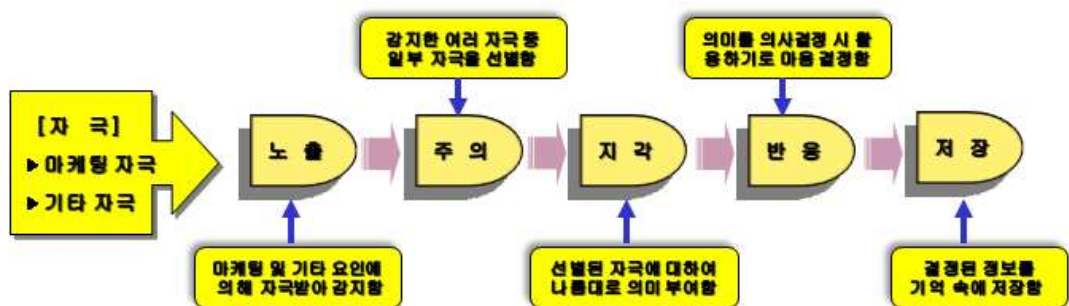 감지한 여러 자극 중
일부 자극을 선별함
의미를 의사결정 시 활
용하기로 마음 결정함
[자 극]
▶마케팅 자극
▶기타 자극
노 출
주 의
지 각
반 응
저 장
마케팅 및 기타 요인에
의해 자극받아 감지함
선별된 자극에 대하여
나름대로 의미 부여함
결정된 정보를
기억 속에 저장함